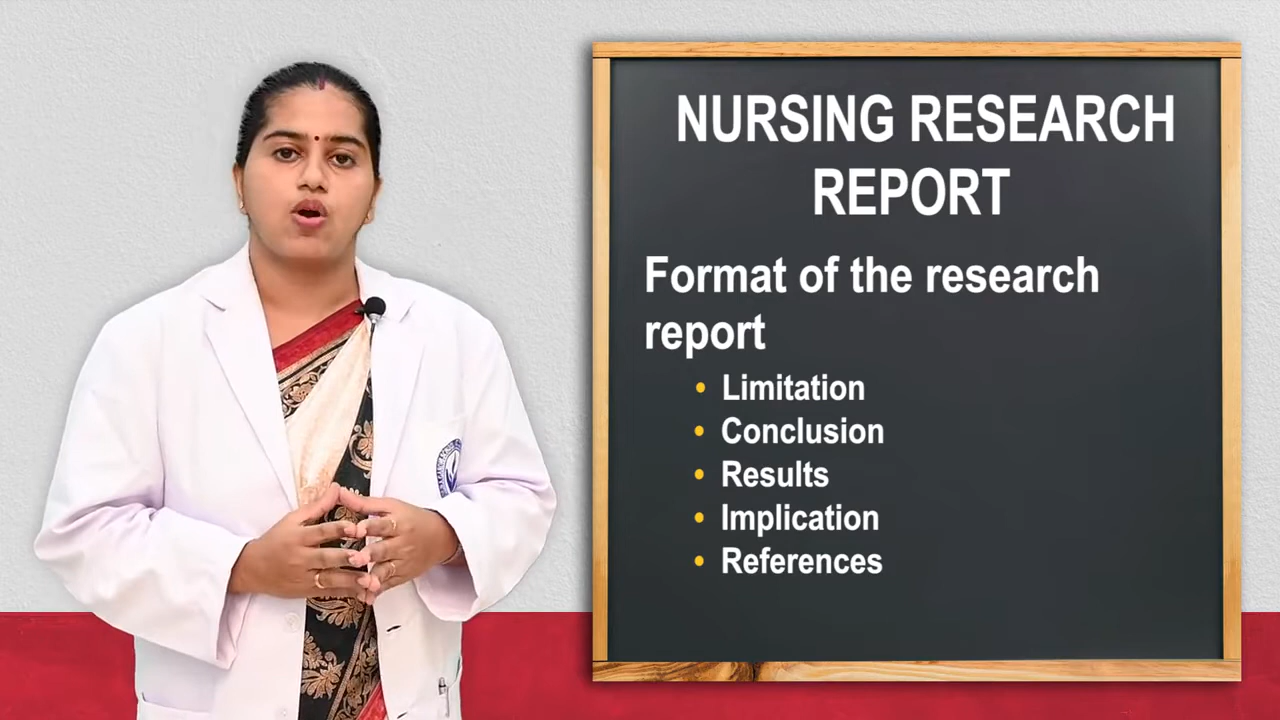 NURSING RESEARCH
REPORT
Format of the research
report
• Limitation
• Conclusion
• Results
• Implication
• References